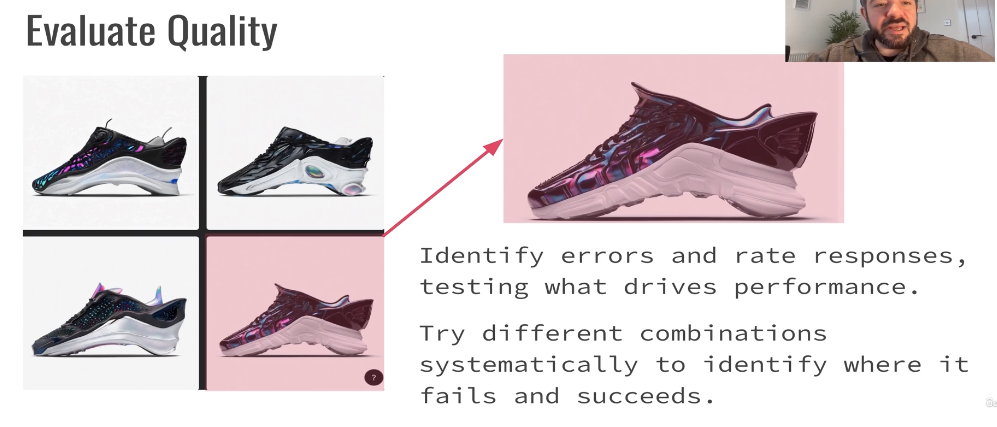 Evaluate Quality
?
Identify errors and rate responses,
testing what drives performance.
Try different combinations
systematically to identify where it
fails and succeeds.